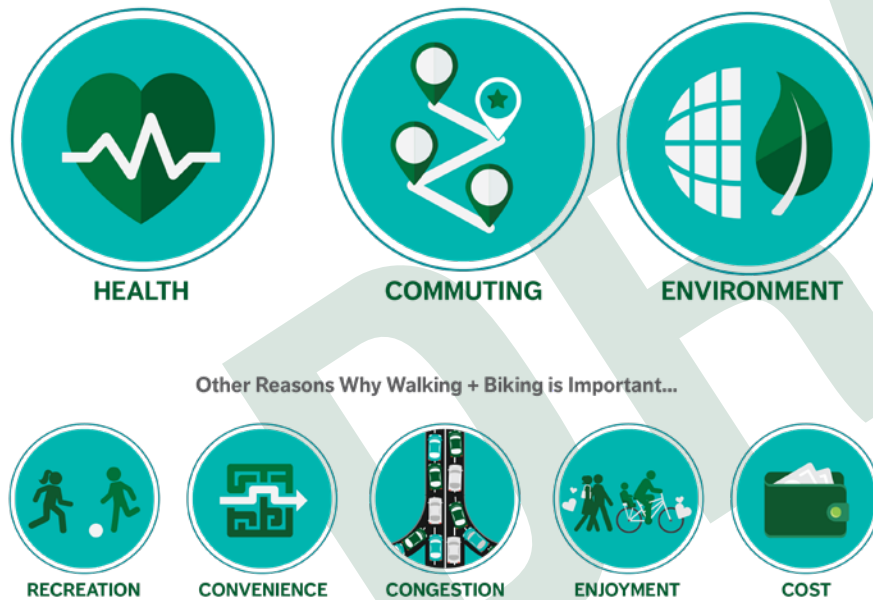 HEALTH
COMMUTING
ENVIRONMENT
Other Reasons Why Walking + Biking is Important...
RECREATION
CONVENIENCE
CONGESTION
ENJOYMENT
COST